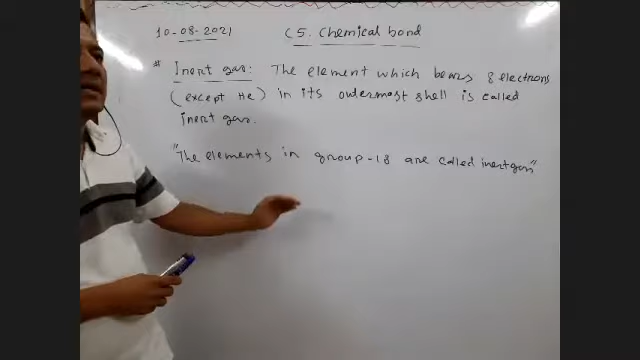 10-08-2021 C5. Chemical bond
* Inert gas: The element which bears 8 electrons
(except He) in its outermost shell is called
inert gas.
"The elements in group-18 are called inert gas"